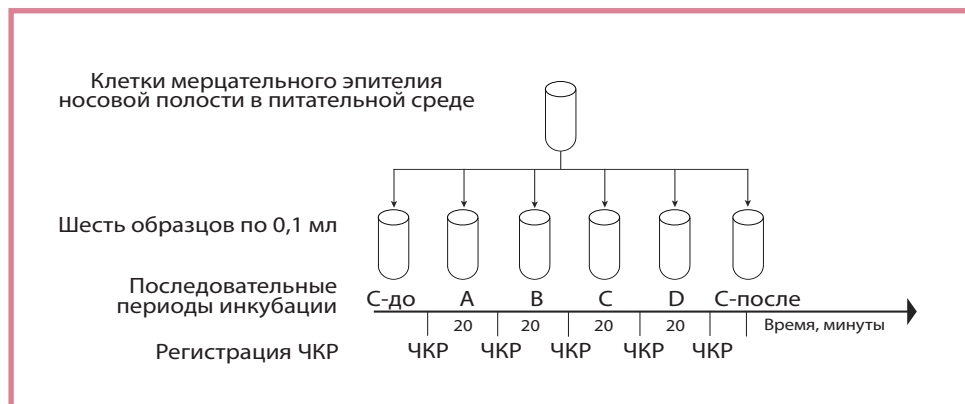 Клетки мерцательного эпителия
носовой полости в питательной среде
Шесть образцов по 0,1 мл
Последовательные
периоды инкубации
С-до A B C D С-после
20 20 20 20 Время, минуты
Регистрация ЧКР ЧКР ЧКР ЧКР ЧКР ЧКР